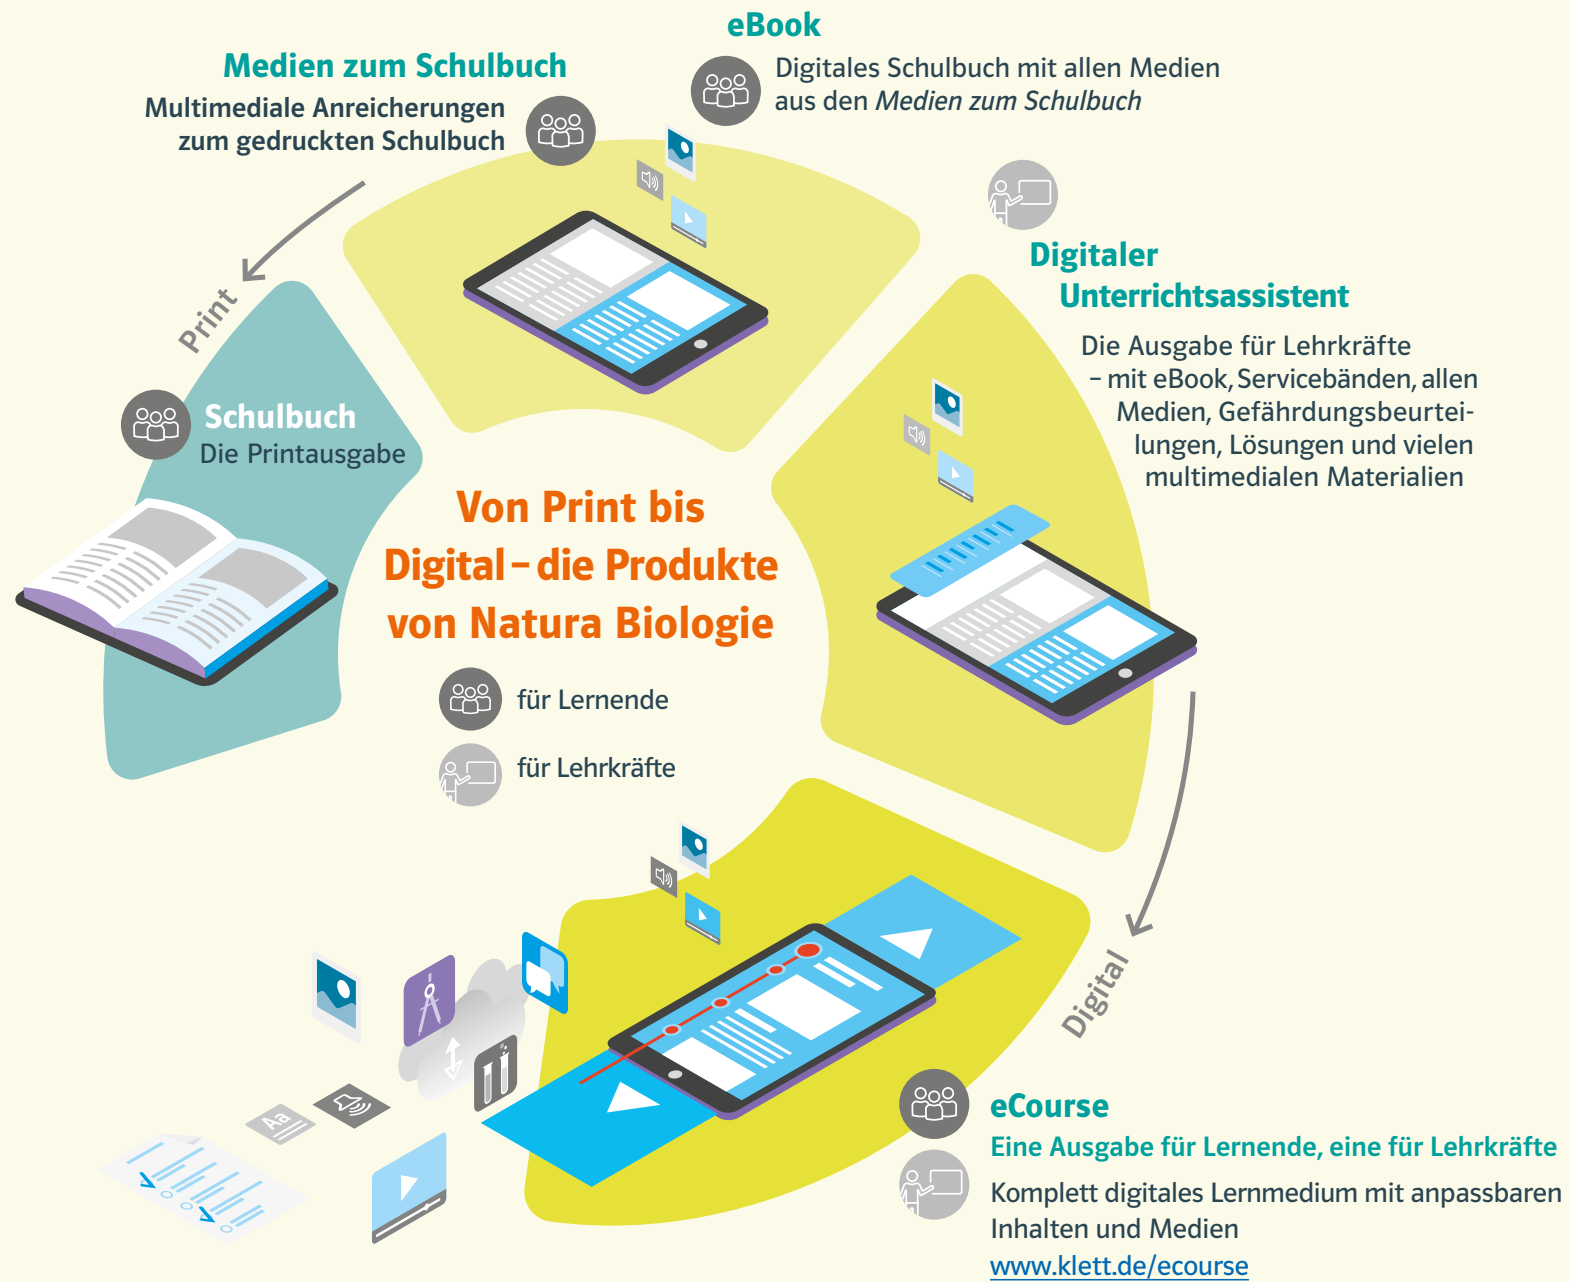 eBook
Digitales Schulbuch mit allen Medien
aus den Medien zum Schulbuch
Medien zum Schulbuch
Multimediale Anreicherungen
zum gedruckten Schulbuch
Digitaler
Unterrichtsassistent
Die Ausgabe für Lehrkräfte
– mit eBook, Servicebänden, allen
Medien, Gefährdungsbeurtei-
lungen, Lösungen und vielen
multimedialen Materialien
Print
Schulbuch
Die Printausgabe
Von Print bis
Digital – die Produkte
von Natura Biologie
für Lernende
für Lehrkräfte
Digital
Aa
eCourse
Eine Ausgabe für Lernende, eine für Lehrkräfte
Komplett digitales Lernmedium mit anpassbaren
Inhalten und Medien
www.klett.de/ecourse